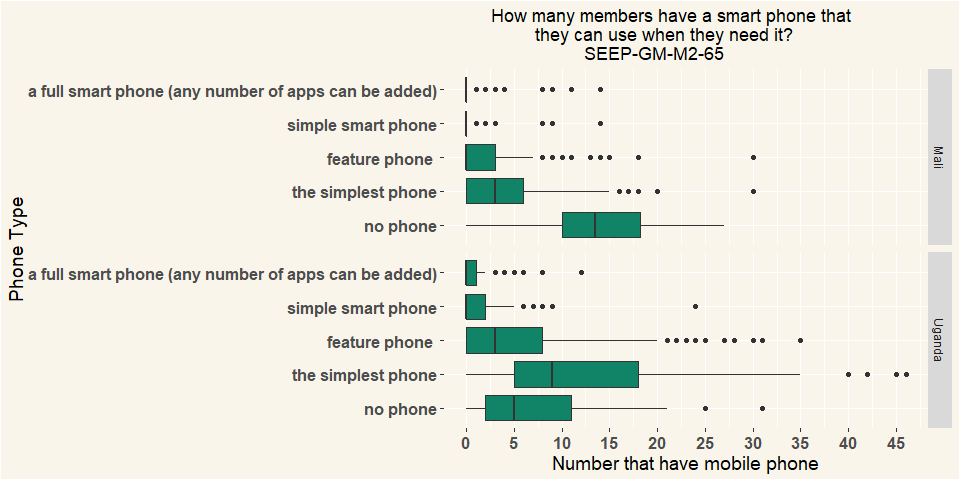 How many members have a smart phone that
they can use when they need it?
SEEP-GM-M2-65
Phone Type
a full smart phone (any number of apps can be added)
simple smart phone
feature phone
the simplest phone
no phone
Mali
a full smart phone (any number of apps can be added)
simple smart phone
feature phone
the simplest phone
no phone
Uganda
0 5 10 15 20 25 30 35 40 45
Number that have mobile phone